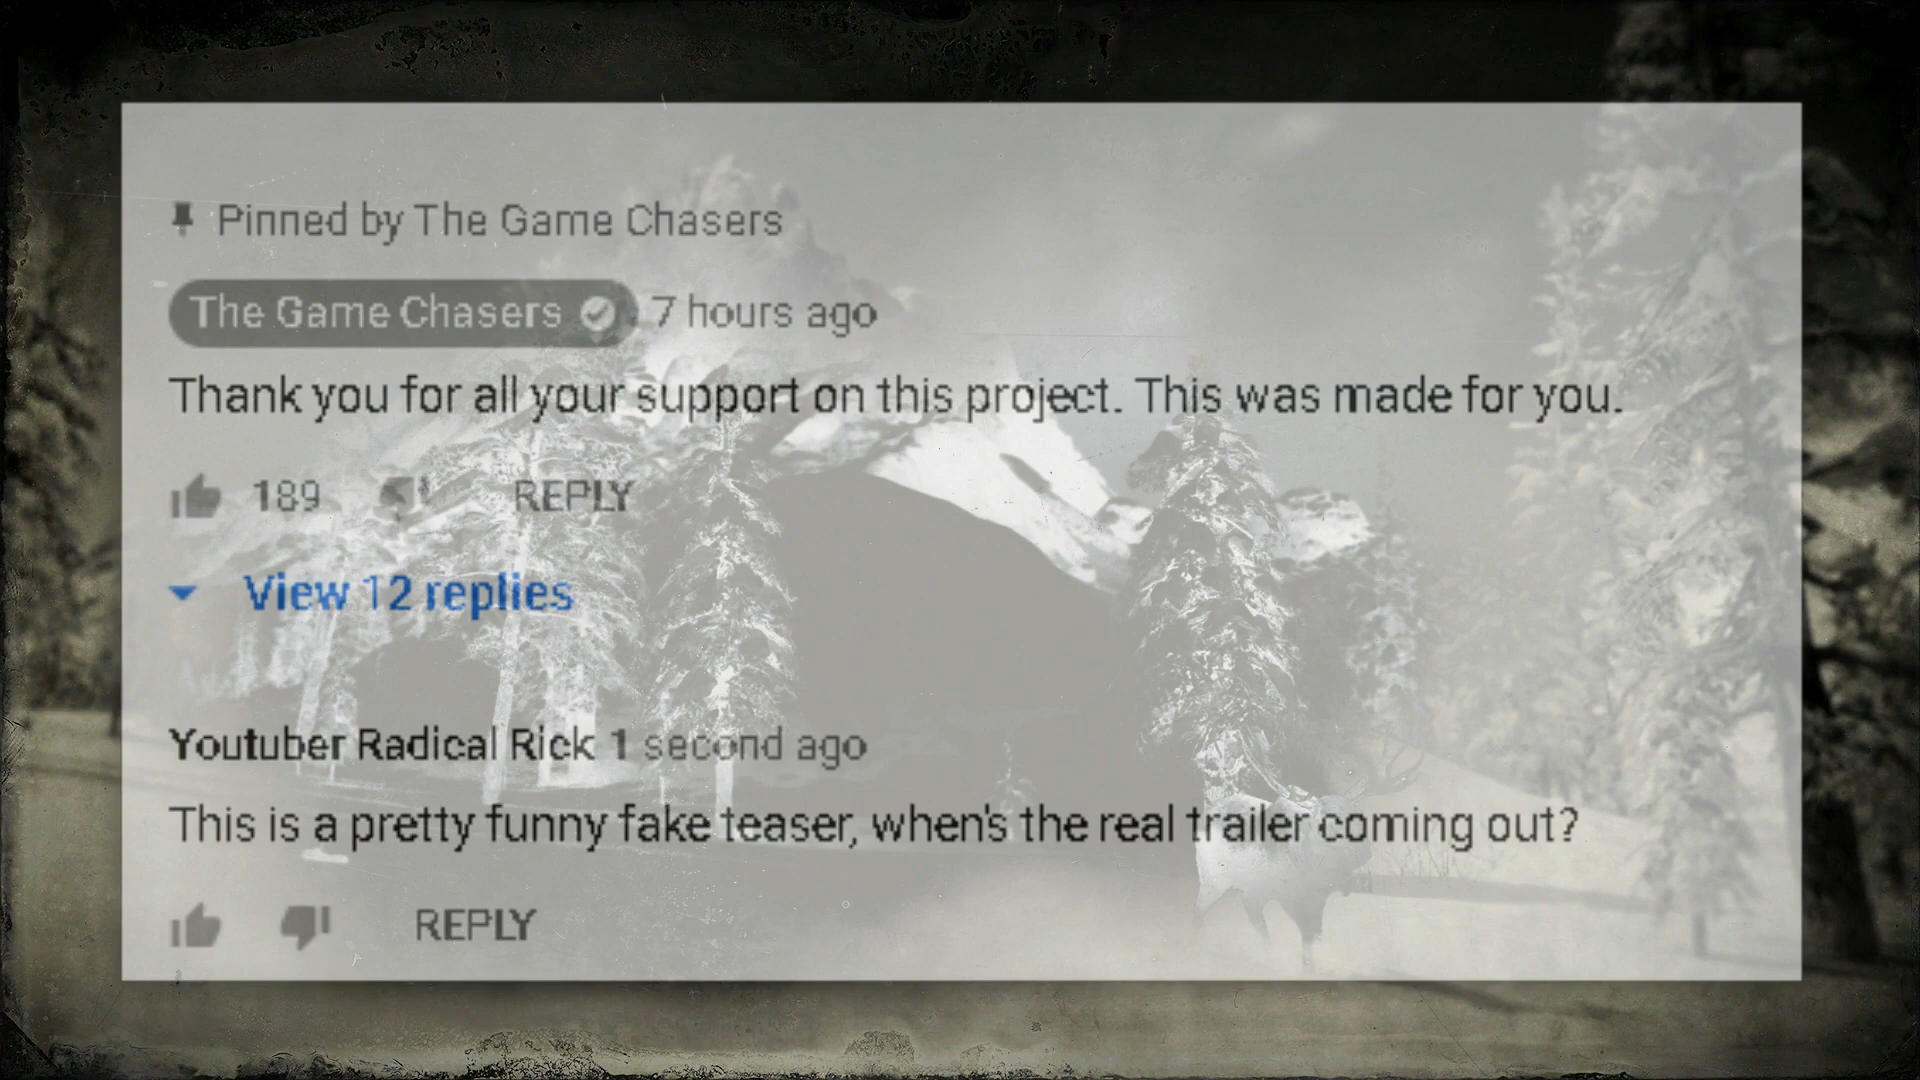 Pinned by The Game Chasers
The Game Chasers 7 hours ago
Thank you for all your support on this project. This was made for you.
189 REPLY
View 12 replies
Youtuber Radical Rick 1 second ago
This is a pretty funny fake teaser, when's the real trailer coming out?
REPLY